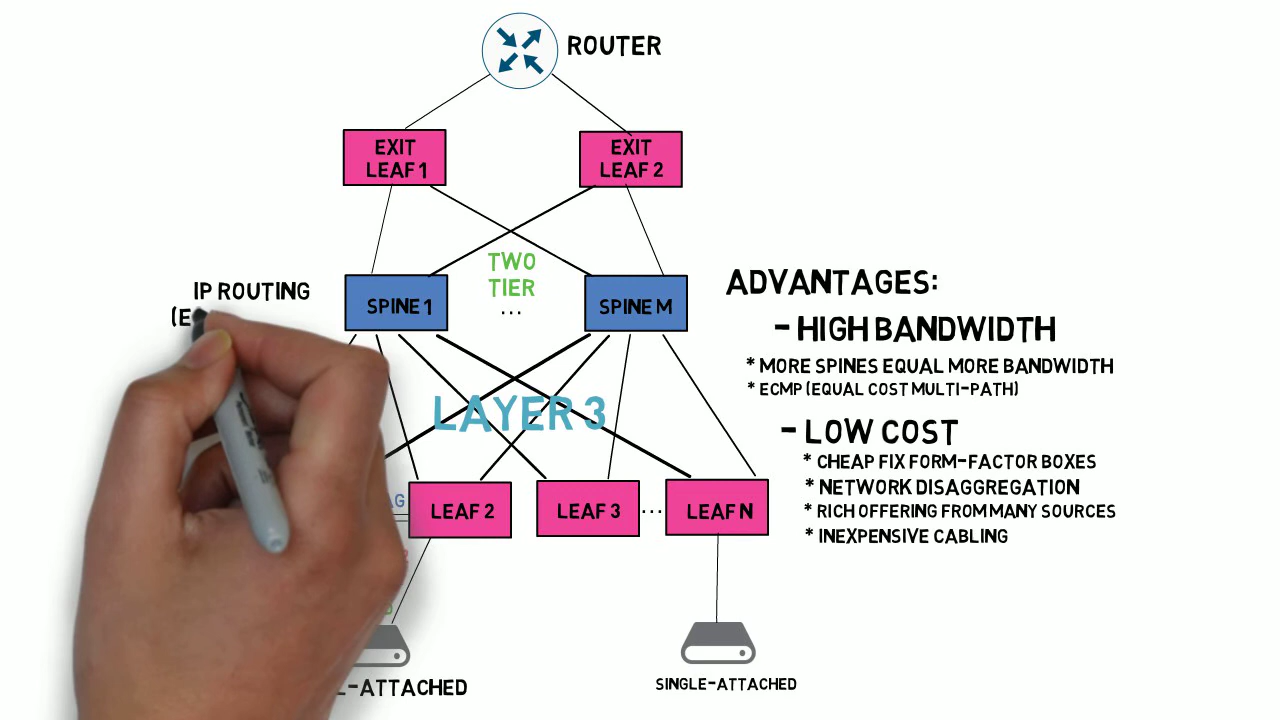 ROUTER
EXIT
LEAF 1
EXIT
LEAF 2
TWO
TIER
...
IP ROUTING
(E
SPINE 1
SPINE M
ADVANTAGES:
- HIGH BANDWIDTH
* MORE SPINES EQUAL MORE BANDWIDTH
* ECMP (EQUAL COST MULTI-PATH)
LAYER 3
- LOW COST
* CHEAP FIX FORM-FACTOR BOXES
* NETWORK DISAGGREGATION
* RICH OFFERING FROM MANY SOURCES
* INEXPENSIVE CABLING
AG
LEAF 2
LEAF 3
...
LEAF N
L-ATTACHED
SINGLE-ATTACHED